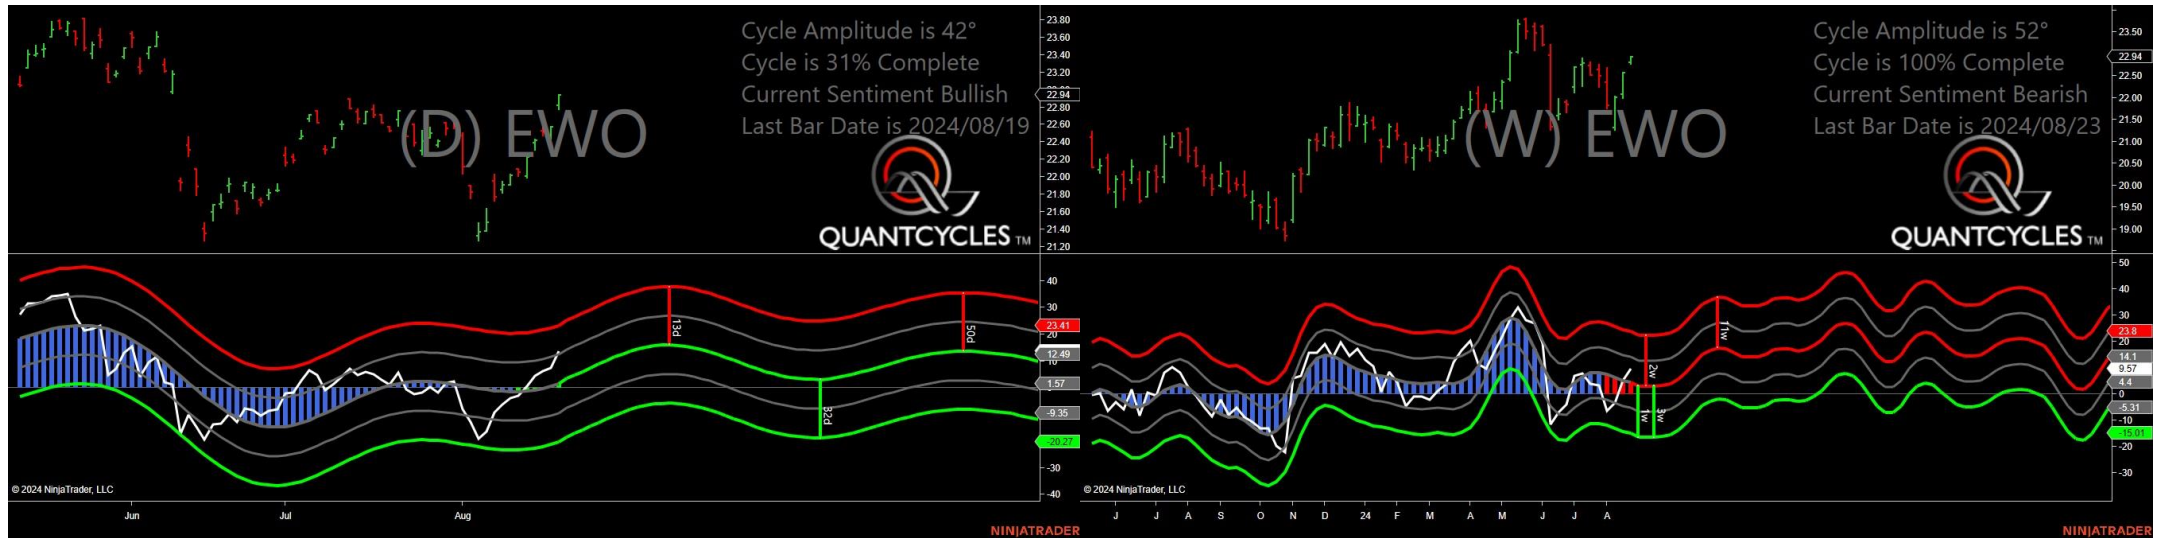 Cycle Amplitude is 42°
Cycle is 31% Complete
Current Sentiment Bullish
Last Bar Date is 2024/08/19
(D) EWO
QUANTCYCLES TM
23.80
23.60
23.40
23.20
22.94
22.80
22.60
22.40
22.20
22.00
21.80
21.60
21.40
21.20
13d
32d
50d
40
30
23.41
20
12.49
10
1.57
-9.35
-20.27
-30
-40
© 2024 NinjaTrader, LLC
Jun Jul Aug
NINJATRADER
Cycle Amplitude is 52°
Cycle is 100% Complete
Current Sentiment Bearish
Last Bar Date is 2024/08/23
(W) EWO
QUANTCYCLES TM
23.50
22.94
22.50
22.00
21.50
21.00
20.50
20.00
19.50
19.00
1w
2w
3w
11w
50
40
30
23.8
20
14.1
9.57
4.4
0
-5.31
-10
-15.01
-20
-30
© 2024 NinjaTrader, LLC
J J A S O N D 24 F M A M J J A
NINJATRADER